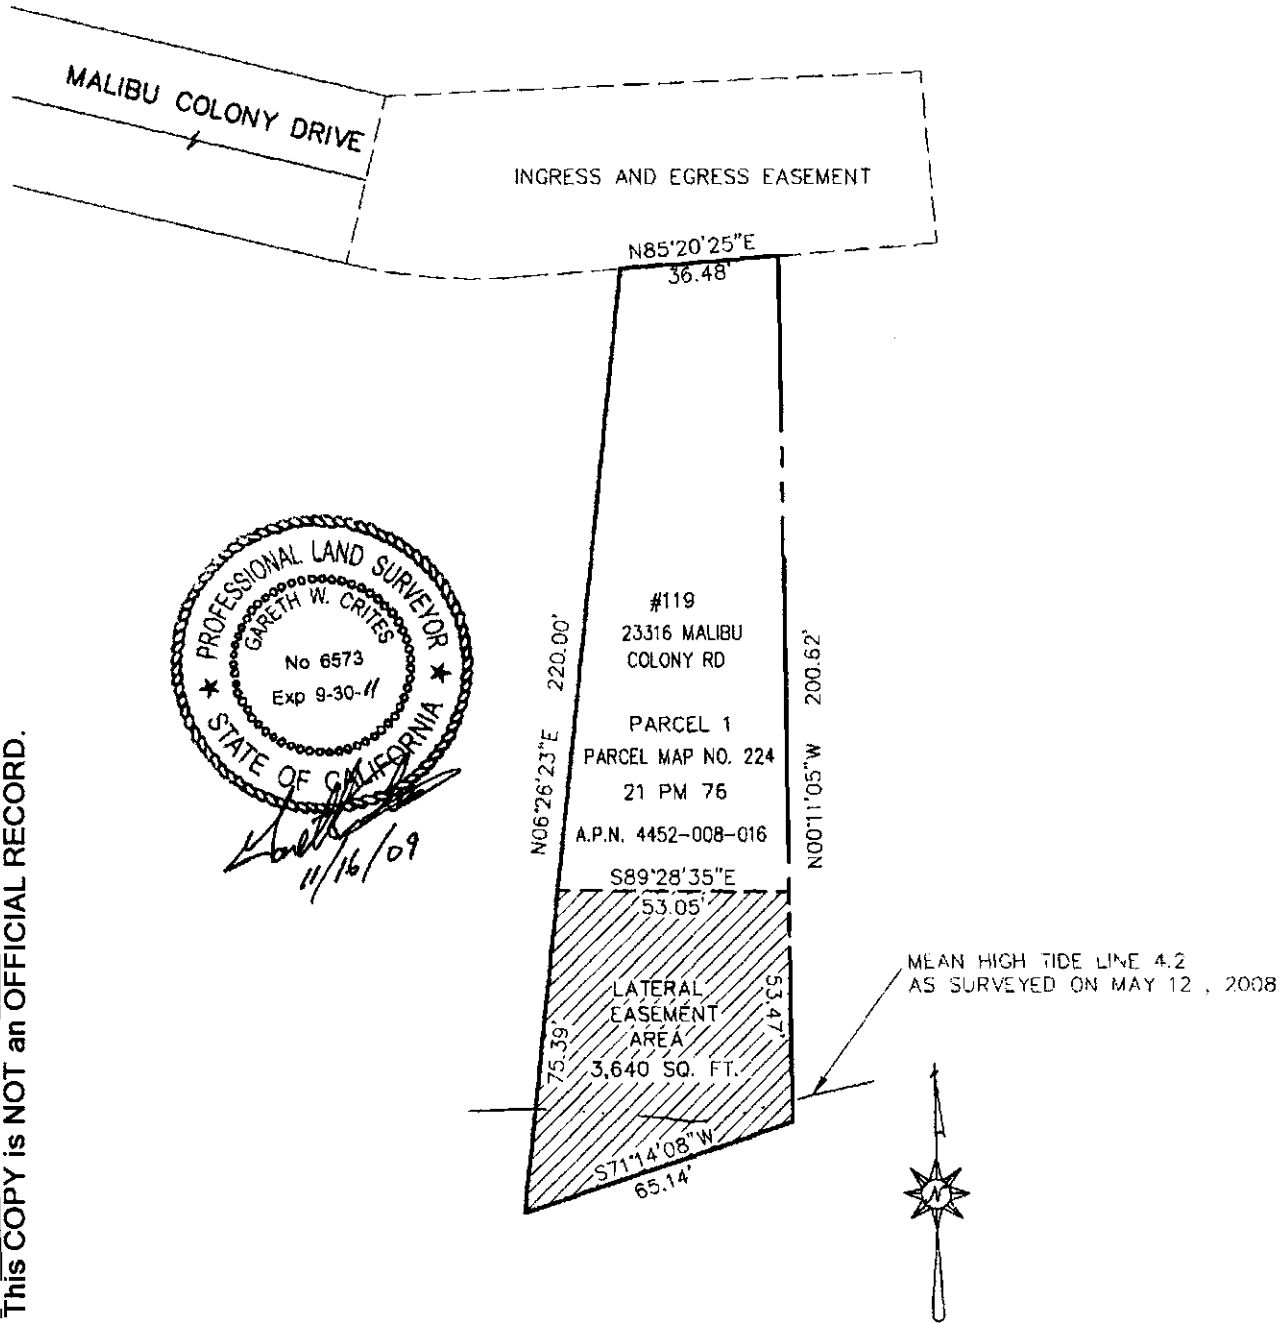 MALIBU COLONY DRIVE
INGRESS AND EGRESS EASEMENT
N85°20'25"E
36.48'
#119
23316 MALIBU
COLONY RD
220.00'
N06°26'23"E
200.62'
N00°11'05"W
PARCEL 1
PARCEL MAP NO. 224
21 PM 76
A.P.N. 4452-008-016
S89°28'35"E
53.05'
LATERAL
EASEMENT
AREA
3,640 SQ. FT.
75.39'
53.47'
S71°14'08"W
65.14'
MEAN HIGH TIDE LINE 4.2
AS SURVEYED ON MAY 12 , 2008
N
PROFESSIONAL LAND SURVEYOR
GARETH W. CRITES
No 6573
Exp 9-30-11
STATE OF CALIFORNIA
11/16/09
This COPY is NOT an OFFICIAL RECORD.